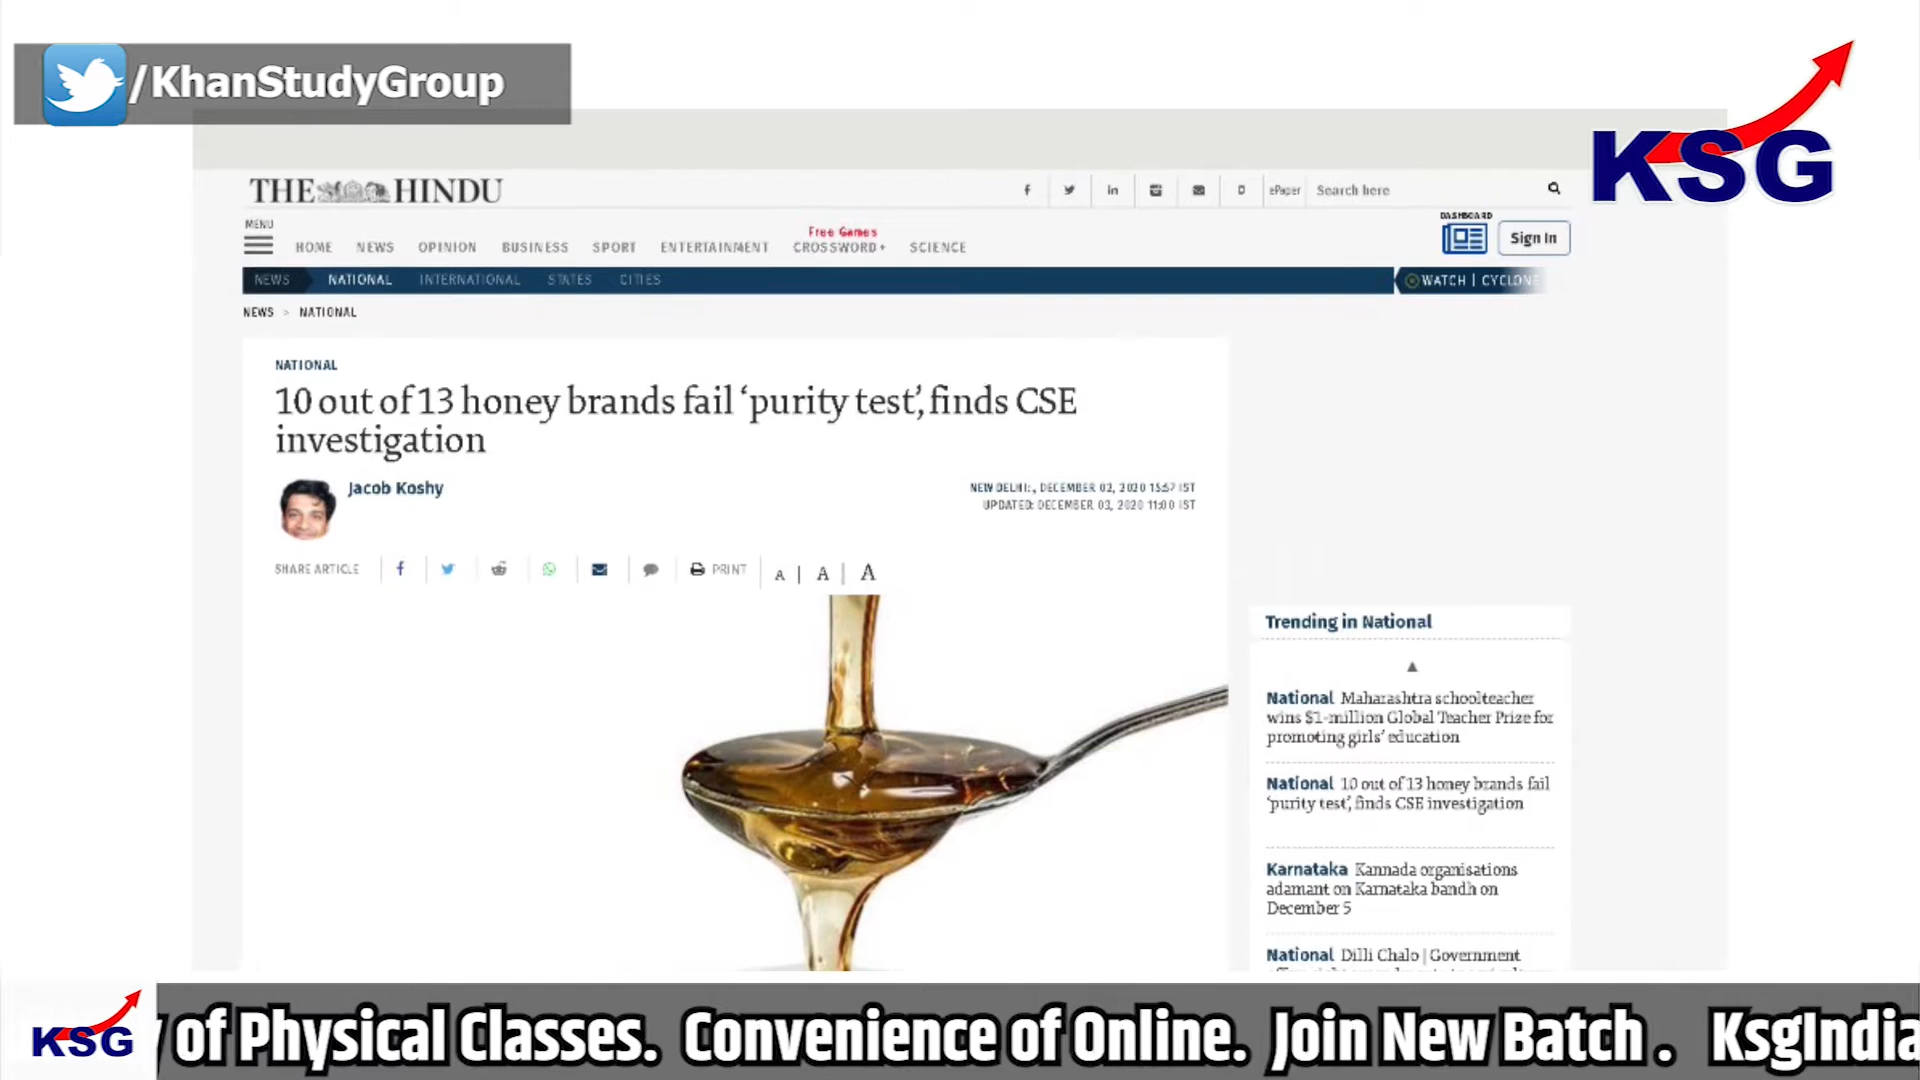 /KhanStudyGroup
KSG
THE HINDU
ePaper
Search here
MENU
HOME NEWS OPINION BUSINESS SPORT ENTERTAINMENT
Free Games
CROSSWORD+
SCIENCE
DASHBOARD
Sign In
NEWS NATIONAL INTERNATIONAL STATES CITIES
WATCH | CYCLONE
NEWS > NATIONAL
NATIONAL
10 out of 13 honey brands fail ‘purity test’, finds CSE
investigation
Jacob Koshy
NEW DELHI:, DECEMBER 02, 2020 15:57 IST
UPDATED: DECEMBER 03, 2020 11:00 IST
SHARE ARTICLE
PRINT A | A | A
Trending in National
National Maharashtra schoolteacher
wins $1-million Global Teacher Prize for
promoting girls’ education
National 10 out of 13 honey brands fail
‘purity test’, finds CSE investigation
Karnataka Kannada organisations
adamant on Karnataka bandh on
December 5
National Dilli Chalo | Government
KSG
y of Physical Classes. Convenience of Online. Join New Batch . KsgIndia